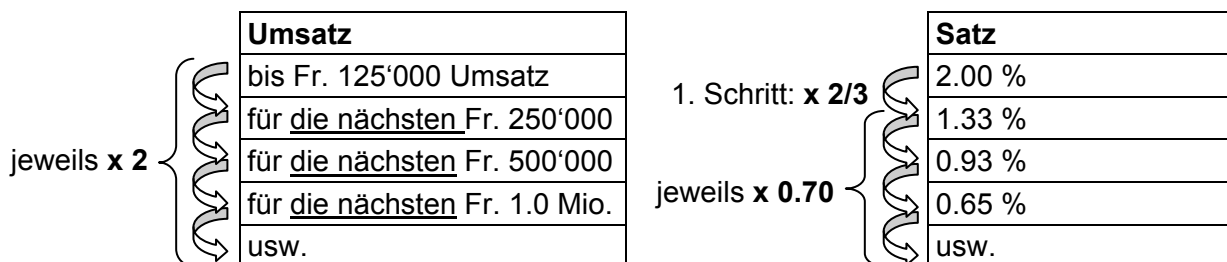 Umsatz
bis Fr. 125‘000 Umsatz
für die nächsten Fr. 250‘000
für die nächsten Fr. 500‘000
für die nächsten Fr. 1.0 Mio.
usw.
jeweils x 2
Satz
2.00 %
1.33 %
0.93 %
0.65 %
usw.
1. Schritt: x 2/3
jeweils x 0.70